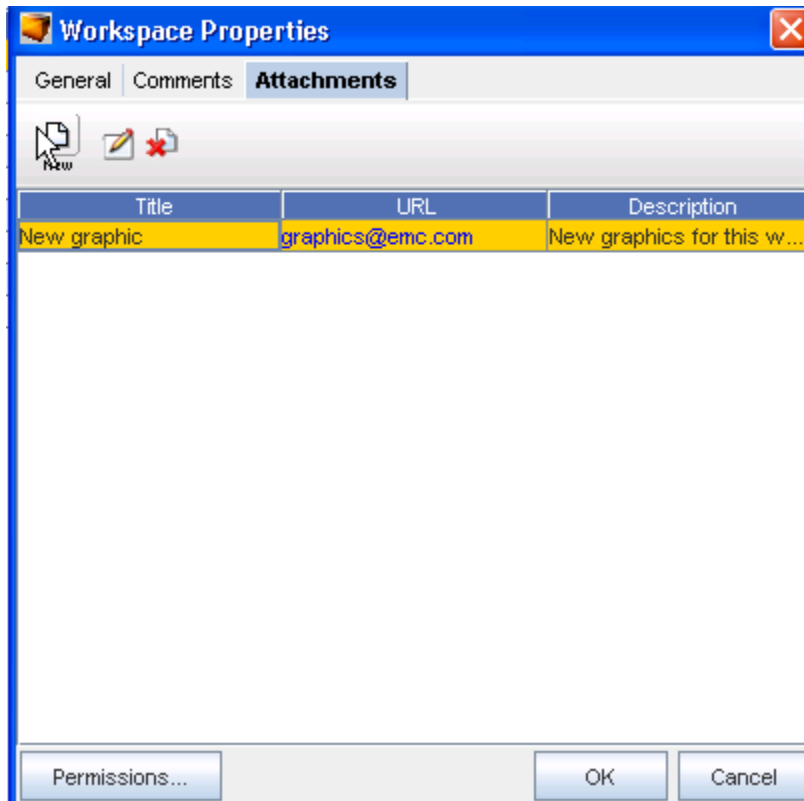 Workspace Properties
General Comments Attachments
New
Title URL Description
New graphic graphics@emc.com New graphics for this w...
Permissions... OK Cancel